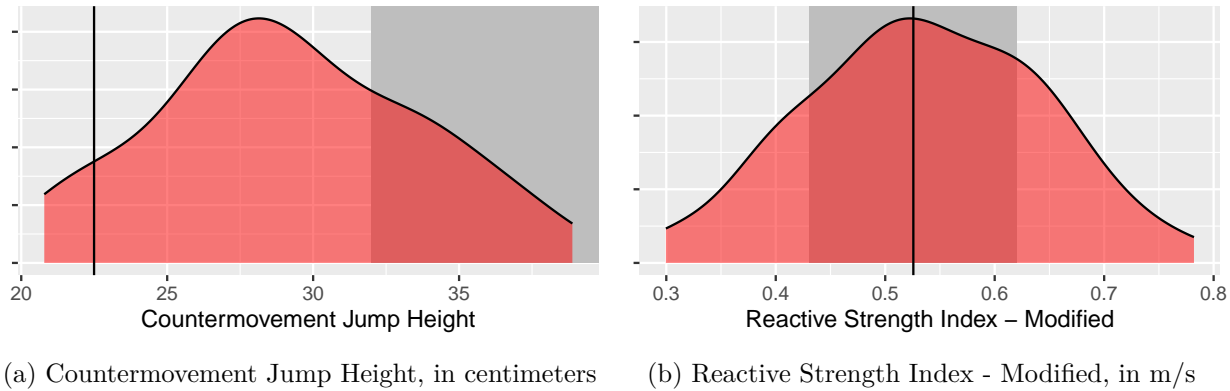 20 25 30 35
Countermovement Jump Height
(a) Countermovement Jump Height, in centimeters
0.3 0.4 0.5 0.6 0.7 0.8
Reactive Strength Index – Modified
(b) Reactive Strength Index - Modified, in m/s